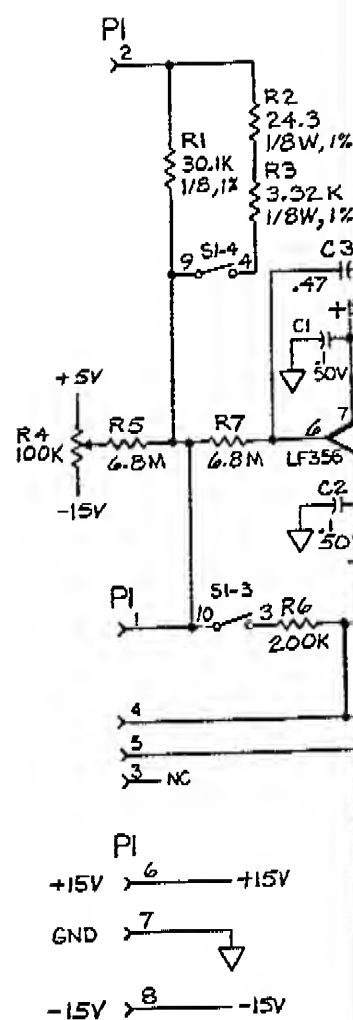 P1
2
R1
30.1K
1/8,1%
R2
24.3
1/8W,1%
R3
3.32K
1/8W,1%
9 S1-4 4
C3
.47
+
C1
.1
50V
7
+5V
R4
100K
-15V
R5
6.8M
R7
6.8M
6
LF356
C2
.1
50V
P1
1
10 S1-3 3
R6
200K
4
5
3 NC
P1
+15V 6 +15V
GND 7
-15V 8 -15V